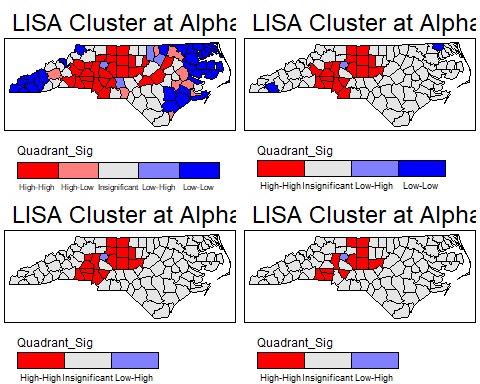 LISA Cluster at Alpha
LISA Cluster at Alpha
Quadrant_Sig
High-High High-Low Insignificant Low-High Low-Low
Quadrant_Sig
High-High Insignificant Low-High Low-Low
LISA Cluster at Alpha
LISA Cluster at Alpha
Quadrant_Sig
High-High Insignificant Low-High
Quadrant_Sig
High-High Insignificant Low-High